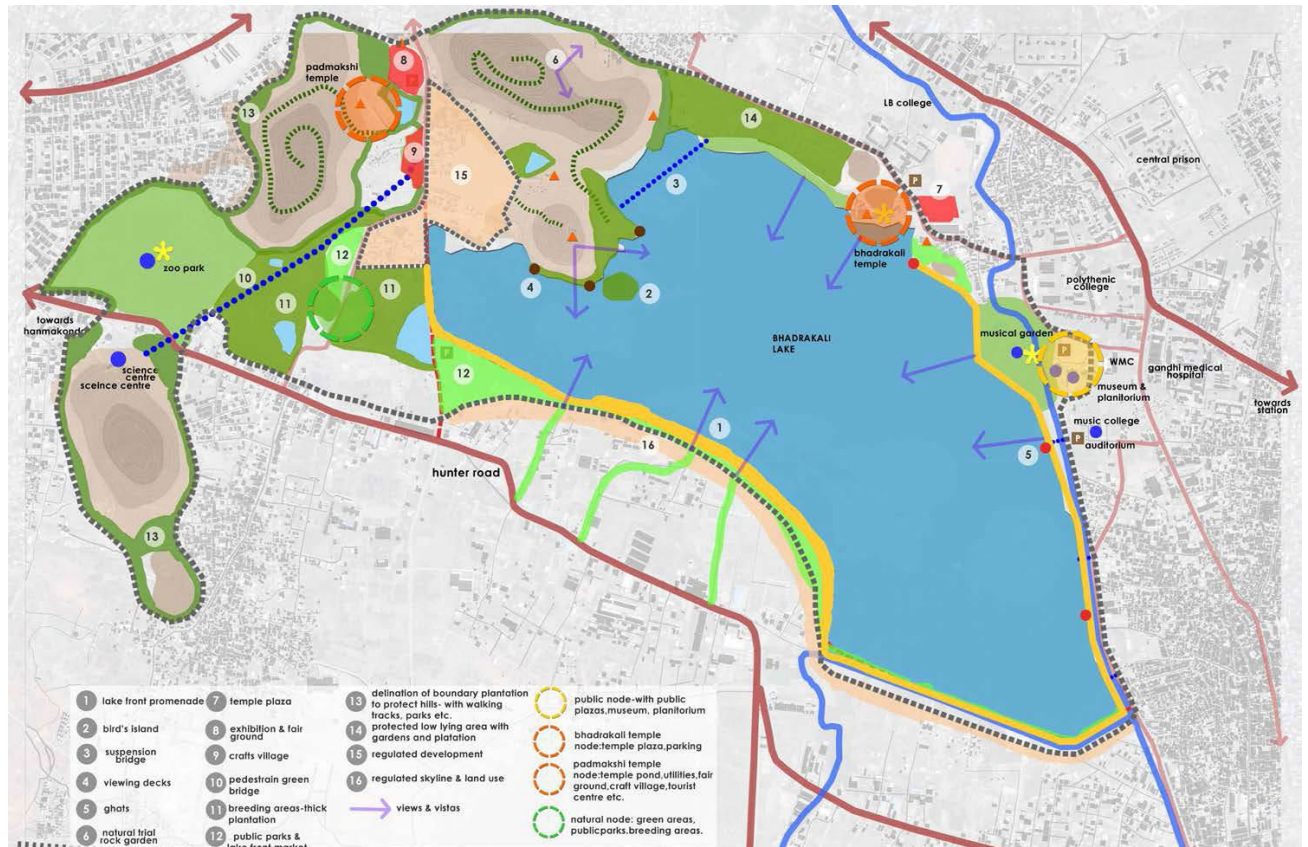 padmakshi
temple
8
6
13
9
14
LB college
central prison
15
3
7
12
zoo park
10
11
11
4
2
bhadrakali
temple
polythenic
college
towards
hanmakonda
science
centre
sceince centre
12
BHADRAKALI
LAKE
musical garden
WMC
gandhi medical
hospital
museum &
planitorium
towards
station
music college
auditorium
1
16
5
hunter road
13
P
P
P
P
P
1 lake front promenade
2 bird's island
3 suspension
bridge
4 viewing decks
5 ghats
6 natural trial
rock garden
7 temple plaza
8 exhibition & fair
ground
9 crafts village
10 pedestrain green
bridge
11 breeding areas-thick
plantation
12 public parks &
lake front market
13 delination of boundary plantation
to protect hills- with walking
tracks, parks etc.
14 protected low lying area with
gardens and platation
15 regulated development
16 regulated skyline & land use
views & vistas
public node-with public
plazas,museum, planitorium
bhadrakali temple
node:temple plaza,parking
padmakshi temple
node:temple pond,utilities,fair
ground,craft village,tourist
centre etc.
natural node: green areas,
publicparks.breeding areas.